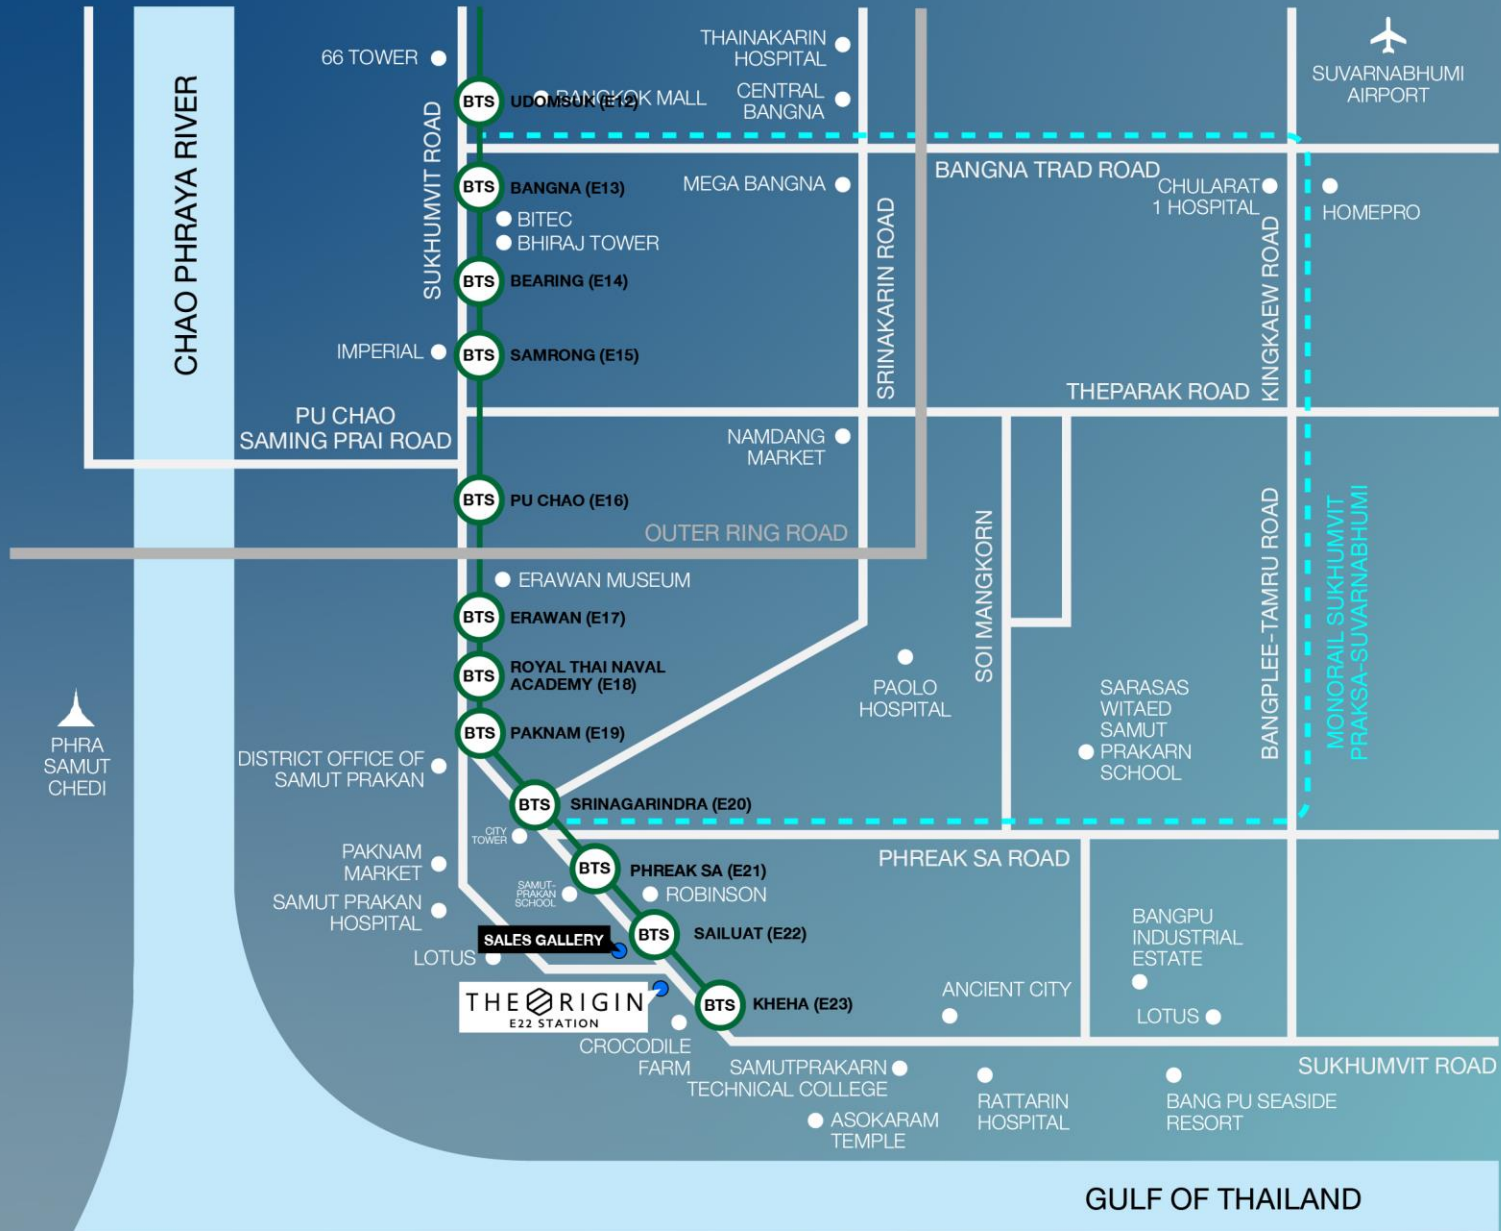 66 TOWER
THAINAKARIN
HOSPITAL
SUVARNABHUMI
AIRPORT
BTS
UDOMSUK (E12)
BANGKOK MALL
CENTRAL
BANGNA
CHAO PHRAYA RIVER
SUKHUMVIT ROAD
BANGNA TRAD ROAD
BTS
BANGNA (E13)
MEGA BANGNA
CHULARAT
1 HOSPITAL
HOMEPRO
BITEC
BHIRAJ TOWER
SRINAKARIN ROAD
KINGKAEW ROAD
BTS
BEARING (E14)
IMPERIAL
BTS
SAMRONG (E15)
THEPARAK ROAD
PU CHAO
SAMING PRAI ROAD
NAMDANG
MARKET
BTS
PU CHAO (E16)
OUTER RING ROAD
SOI MANGKORN
BANGPLEE-TAMRU ROAD
MONORAIL SUKHUMVIT
PRAKSA-SUVARNABHUMI
ERAWAN MUSEUM
BTS
ERAWAN (E17)
BTS
ROYAL THAI NAVAL
ACADEMY (E18)
PAOLO
HOSPITAL
SARASAS
WITAED
SAMUT
PRAKARN
SCHOOL
PHRA
SAMUT
CHEDI
BTS
PAKNAM (E19)
DISTRICT OFFICE OF
SAMUT PRAKAN
BTS
SRINAGARINDRA (E20)
CITY
TOWER
PAKNAM
MARKET
PHREAK SA ROAD
BTS
PHREAK SA (E21)
SAMUT-
PRAKAN
SCHOOL
ROBINSON
SAMUT PRAKAN
HOSPITAL
SALES GALLERY
BTS
SAILUAT (E22)
BANGPU
INDUSTRIAL
ESTATE
LOTUS
THE ORIGIN
E22 STATION
BTS
KHEHA (E23)
ANCIENT CITY
LOTUS
CROCODILE
FARM
SAMUTPRAKARN
TECHNICAL COLLEGE
SUKHUMVIT ROAD
RATTARIN
HOSPITAL
BANG PU SEASIDE
RESORT
ASOKARAM
TEMPLE
GULF OF THAILAND